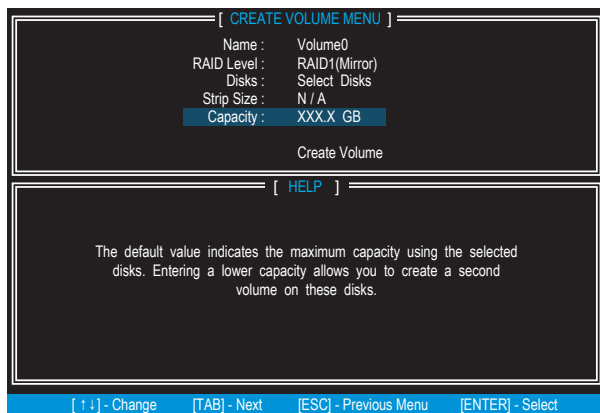 [ CREATE VOLUME MENU ]
Name : Volume0
RAID Level : RAID1(Mirror)
Disks : Select Disks
Strip Size : N / A
Capacity : XXX.X GB
Create Volume
[ HELP ]
The default value indicates the maximum capacity using the selected
disks. Entering a lower capacity allows you to create a second
volume on these disks.
[ ↑↓] - Change [TAB] - Next [ESC] - Previous Menu [ENTER] - Select